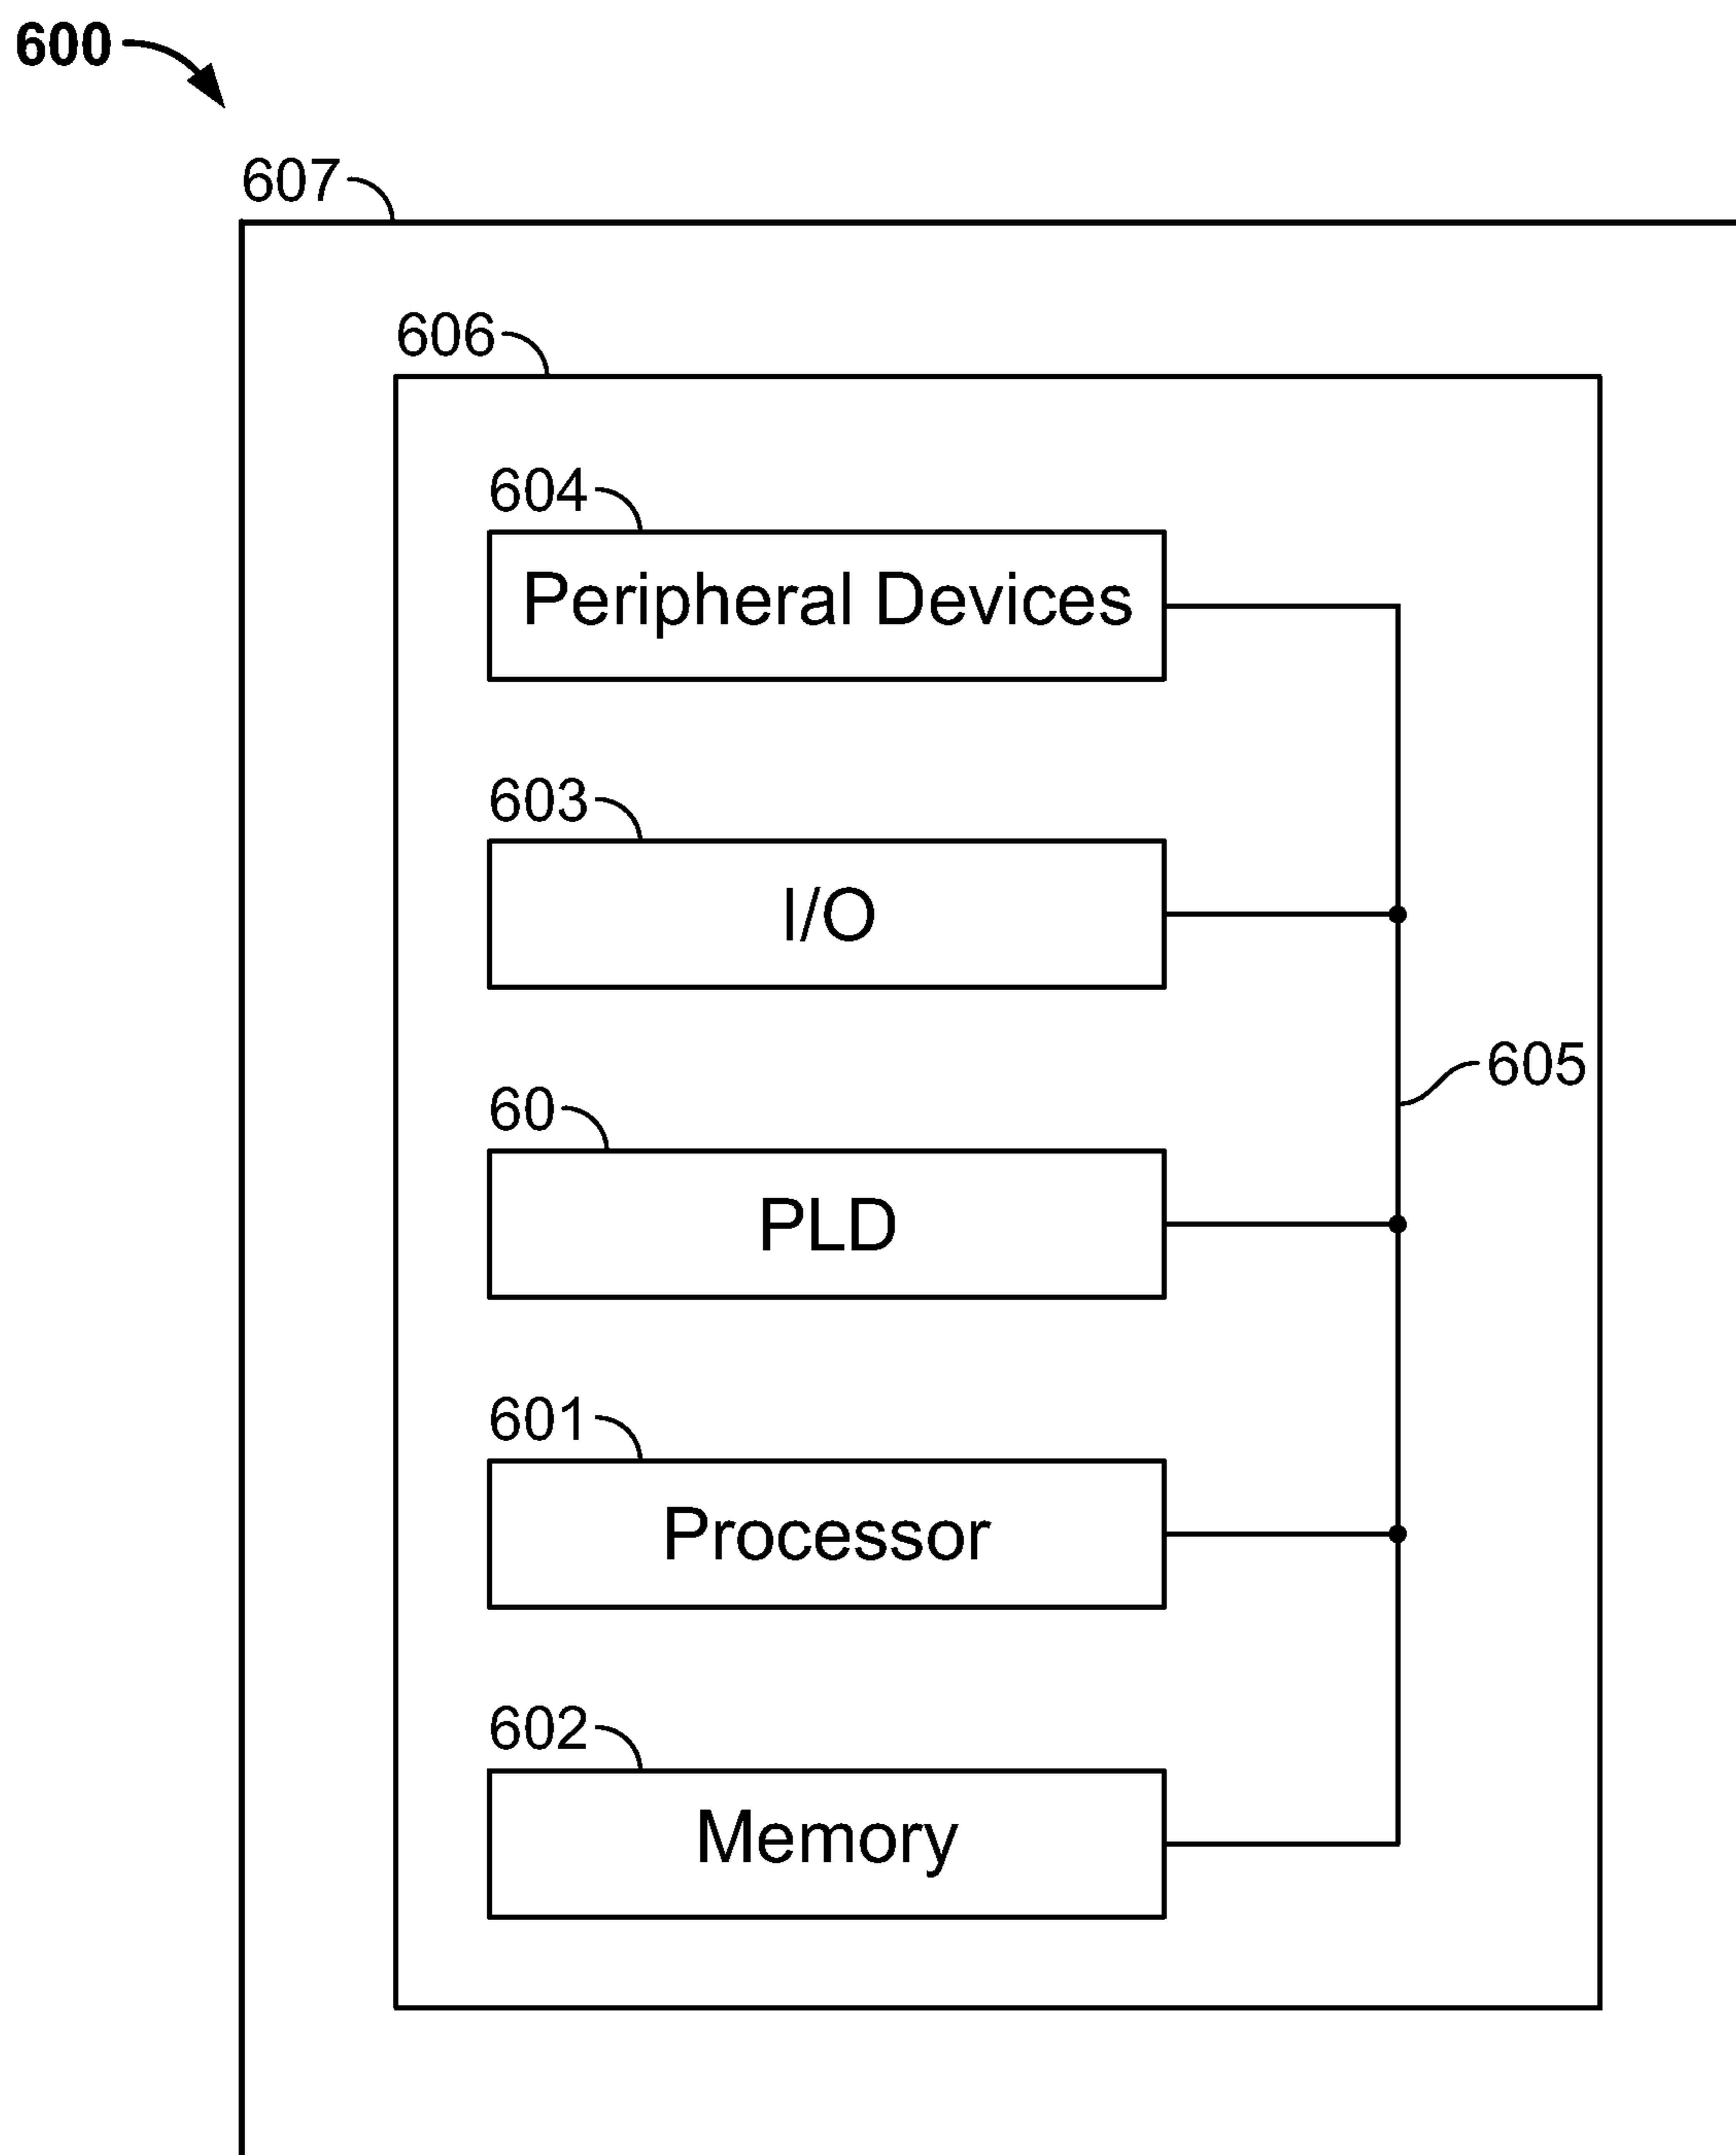 600
607
606
604
Peripheral Devices
603
I/O
605
60
PLD
601
Processor
602
Memory